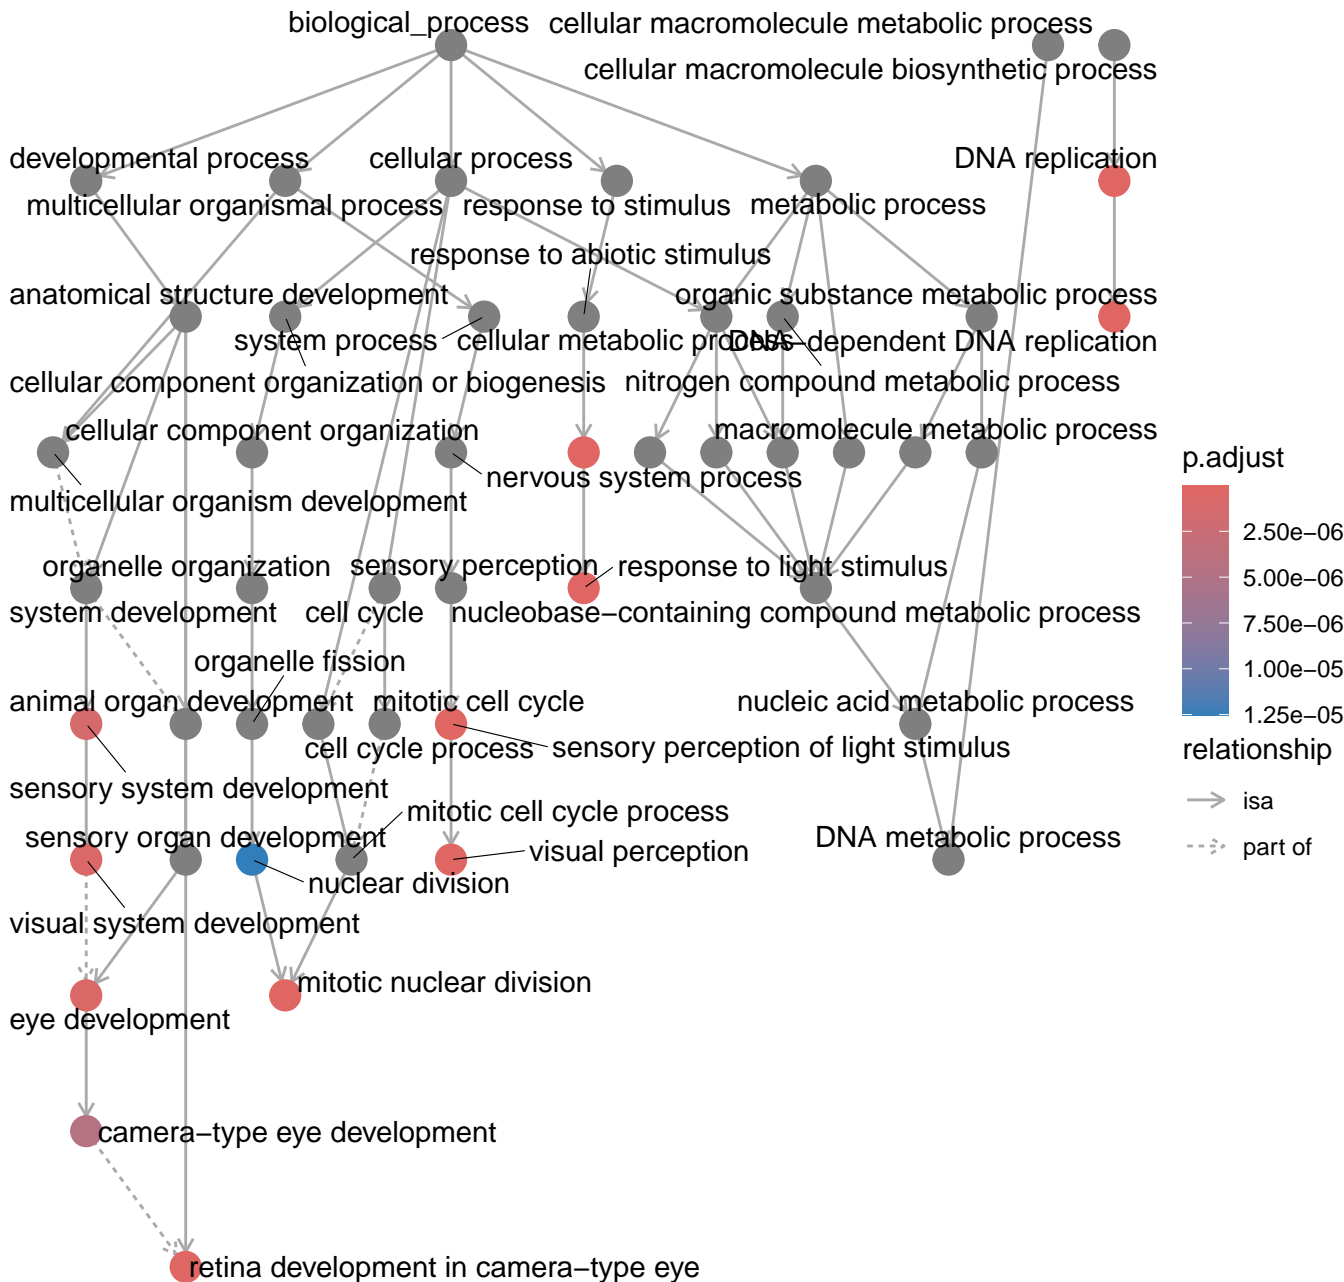 biological_process
cellular macromolecule metabolic process
cellular macromolecule biosynthetic process
developmental process
cellular process
DNA replication
multicellular organismal process
response to stimulus
metabolic process
response to abiotic stimulus
anatomical structure development
organic substance metabolic process
system process
cellular metabolic process
DNA−dependent DNA replication
cellular component organization or biogenesis
nitrogen compound metabolic process
cellular component organization
macromolecule metabolic process
nervous system process
multicellular organism development
organelle organization
sensory perception
response to light stimulus
system development
cell cycle
nucleobase−containing compound metabolic process
organelle fission
animal organ development
mitotic cell cycle
nucleic acid metabolic process
cell cycle process
sensory perception of light stimulus
sensory system development
mitotic cell cycle process
sensory organ development
DNA metabolic process
visual perception
nuclear division
visual system development
mitotic nuclear division
eye development
camera−type eye development
retina development in camera−type eye
p.adjust
2.50e−06
5.00e−06
7.50e−06
1.00e−05
1.25e−05
relationship
isa
part of